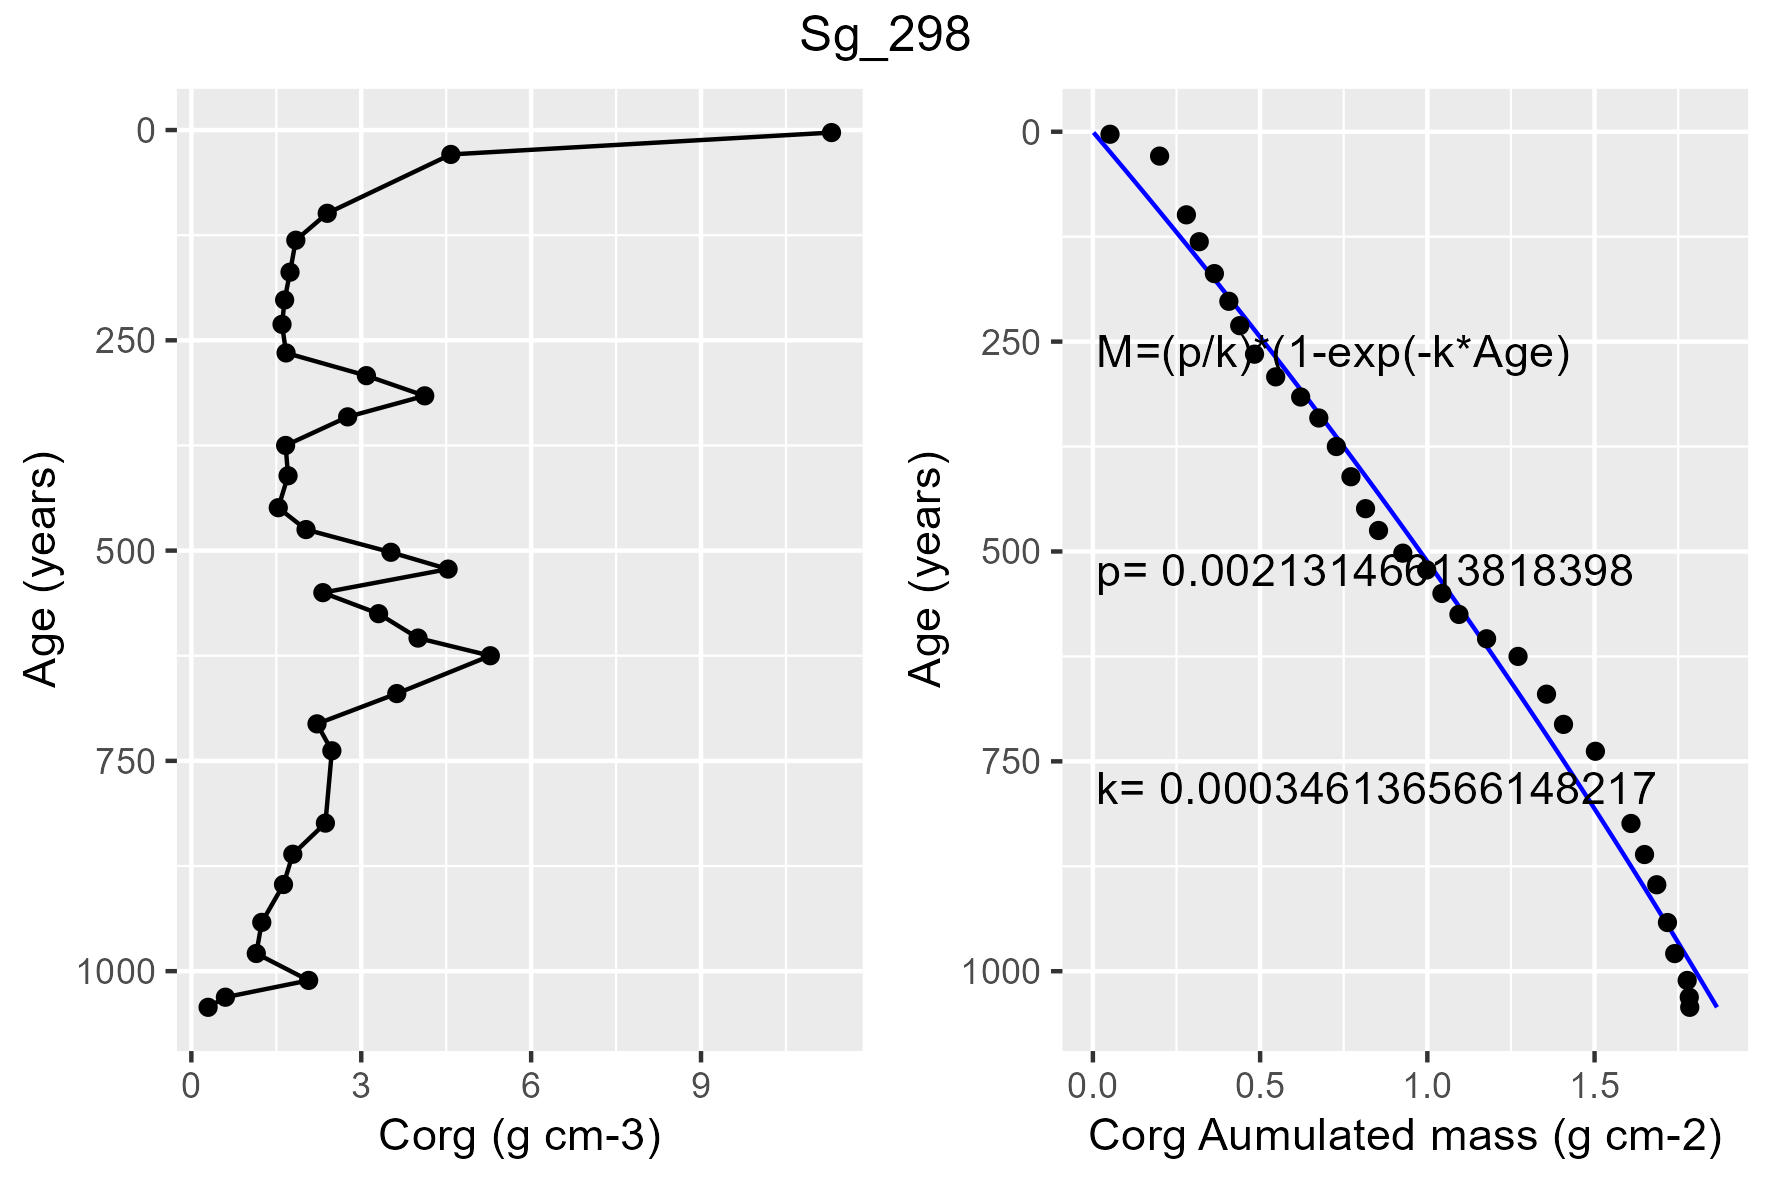 Sg_298
0
250
500
750
1000
Age (years)
0 3 6 9
Corg (g cm-3)
0
250
500
750
1000
Age (years)
M=(p/k)*(1-exp(-k*Age)
p= 0.00213146613818398
k= 0.000346136566148217
0.0 0.5 1.0 1.5
Corg Aumulated mass (g cm-2)